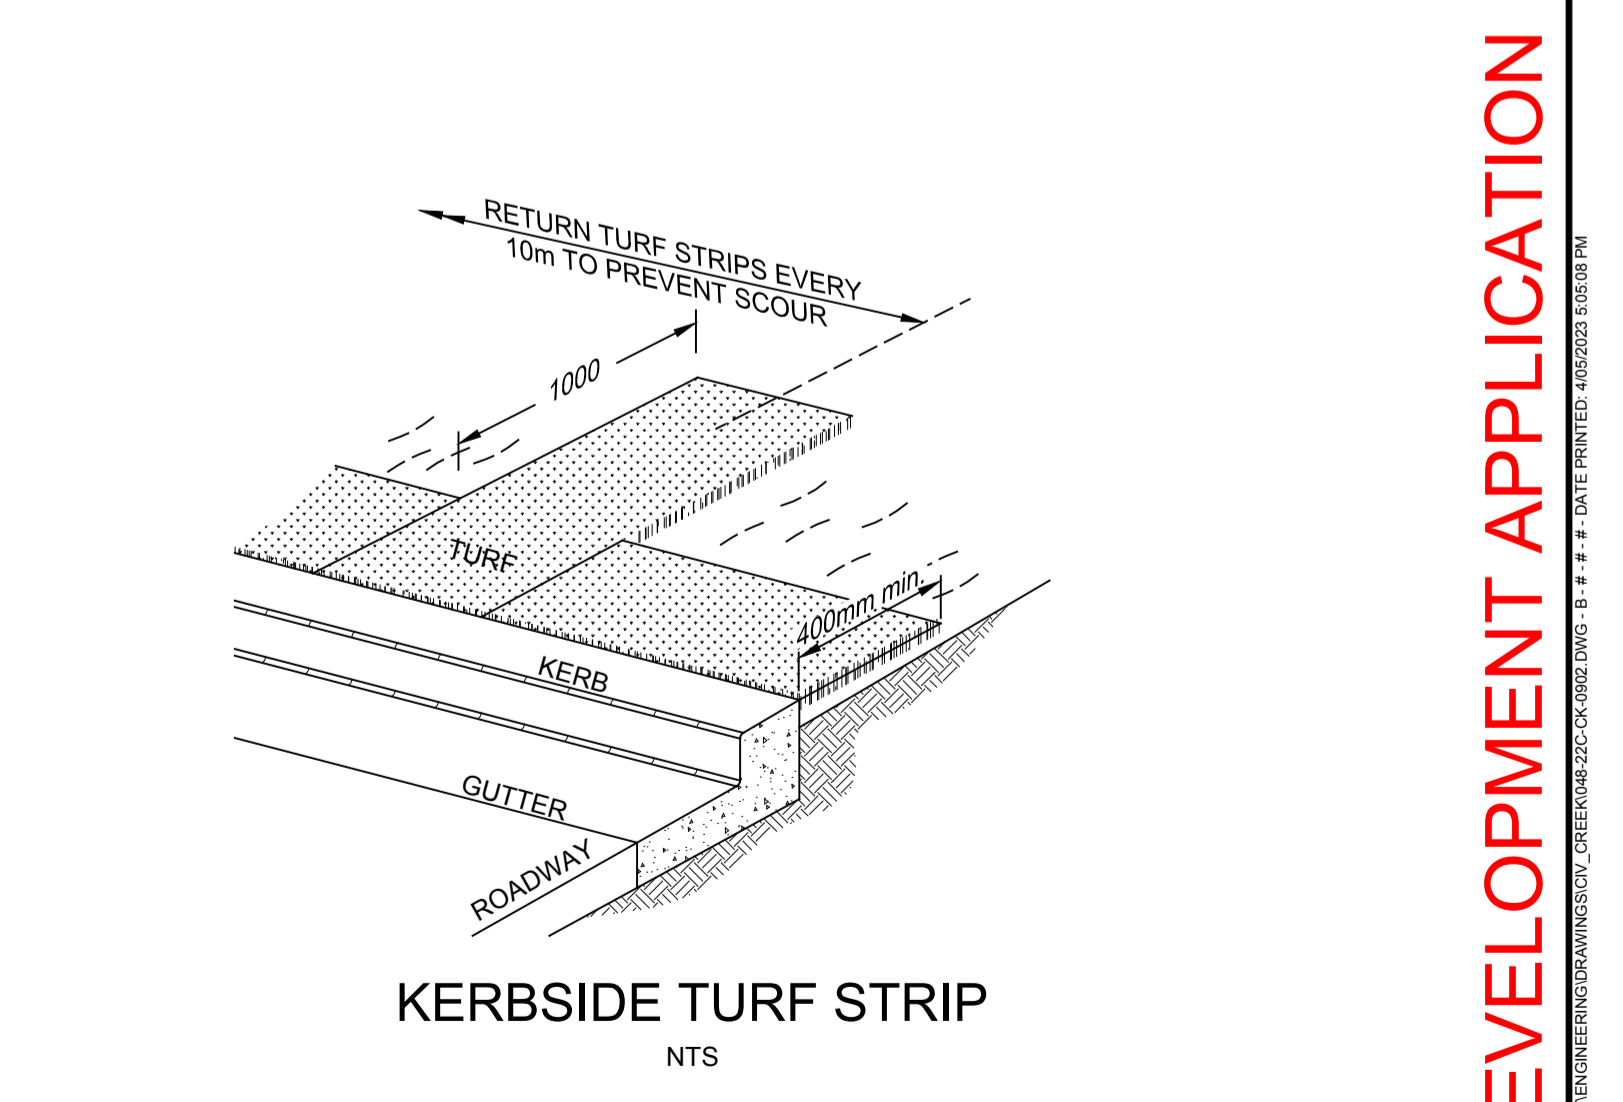 RETURN TURF STRIPS EVERY
10m TO PREVENT SCOUR
1000
TURF
400mm min.
KERB
GUTTER
ROADWAY
KERBSIDE TURF STRIP
NTS
EVELOPMENT APPLICATION
\ENGINEERING\DRAWINGS\CIV_CREEK\048-22C-CK-0902.DWG - B - # - # - # - DATE PRINTED: 4/05/2023 5:05:08 PM